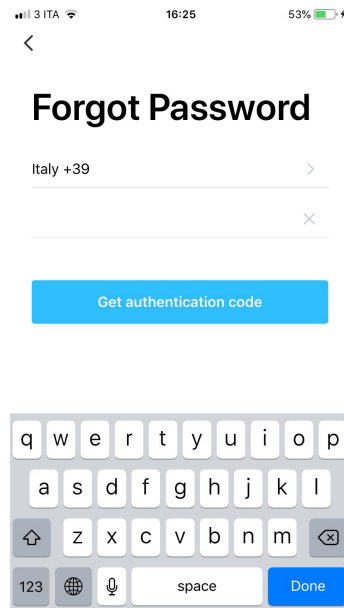 3 ITA 16:25 53%
Forgot Password
Italy +39
Get authentication code
q w e r t y u i o p
a s d f g h j k l
z x c v b n m
123 space Done